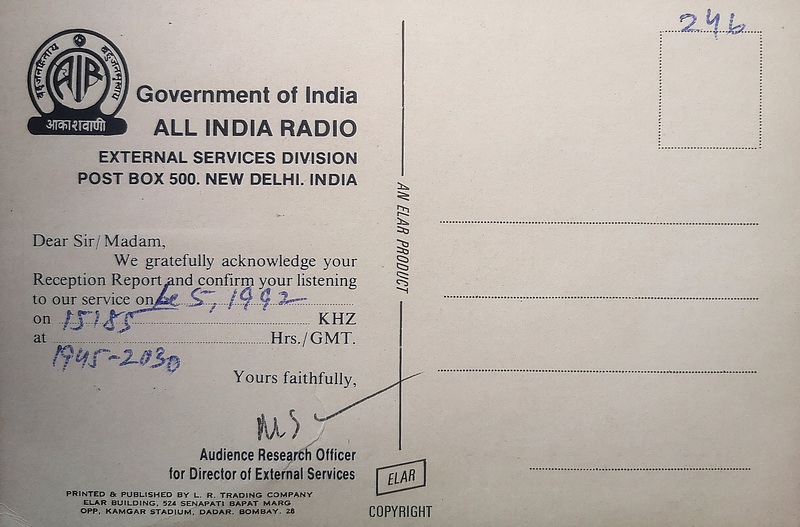 246
बहुजनहिताय बहुजनसुखाय
AIR
आकाशवाणी
Government of India
ALL INDIA RADIO
EXTERNAL SERVICES DIVISION
POST BOX 500. NEW DELHI. INDIA
Dear Sir/Madam,
We gratefully acknowledge your
Reception Report and confirm your listening
to our service on 5, 1992
on 15185 KHZ
at Hrs./GMT.
1945-2030
Yours faithfully,
Audience Research Officer
for Director of External Services
PRINTED & PUBLISHED BY L. R. TRADING COMPANY
ELAR BUILDING, 524 SENAPATI BAPAT MARG
OPP, KAMGAR STADIUM, DADAR. BOMBAY. 28
AN ELAR PRODUCT
ELAR
COPYRIGHT